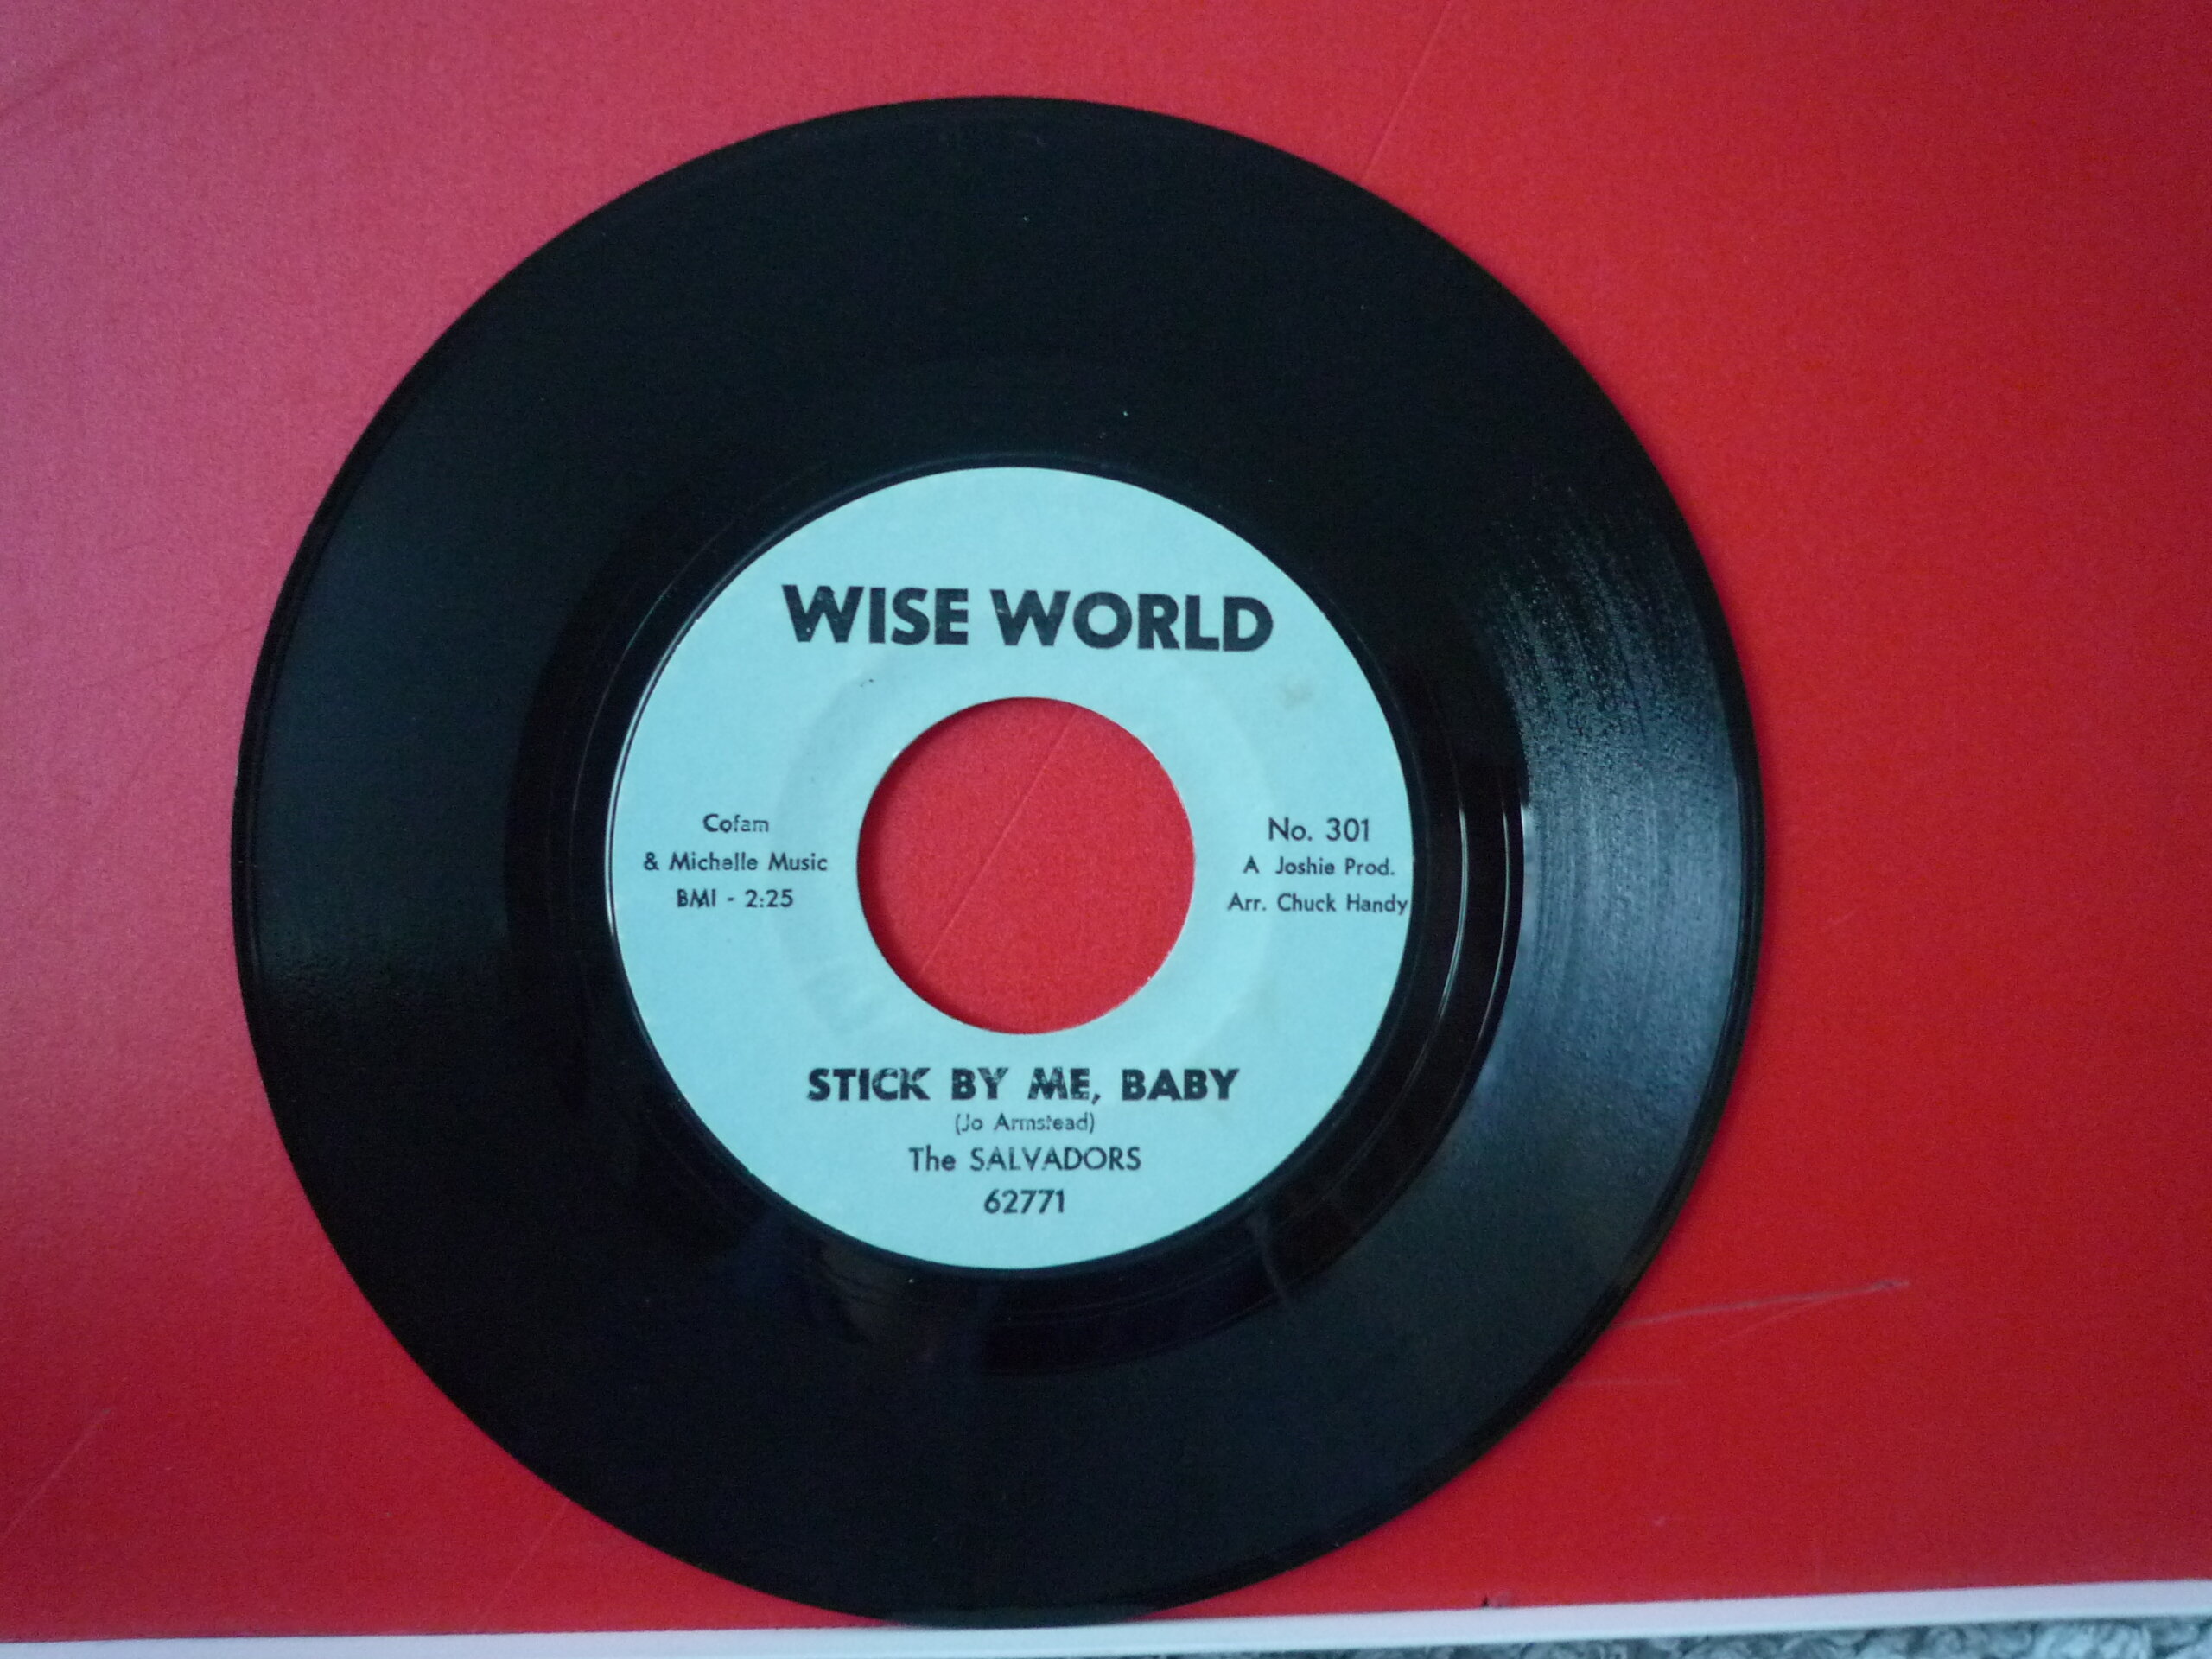 WISE WORLD
Cofam
& Michelle Music
BMI - 2:25
No. 301
A Joshie Prod.
Arr. Chuck Handy
STICK BY ME, BABY
(Jo Armstead)
The SALVADORS
62771